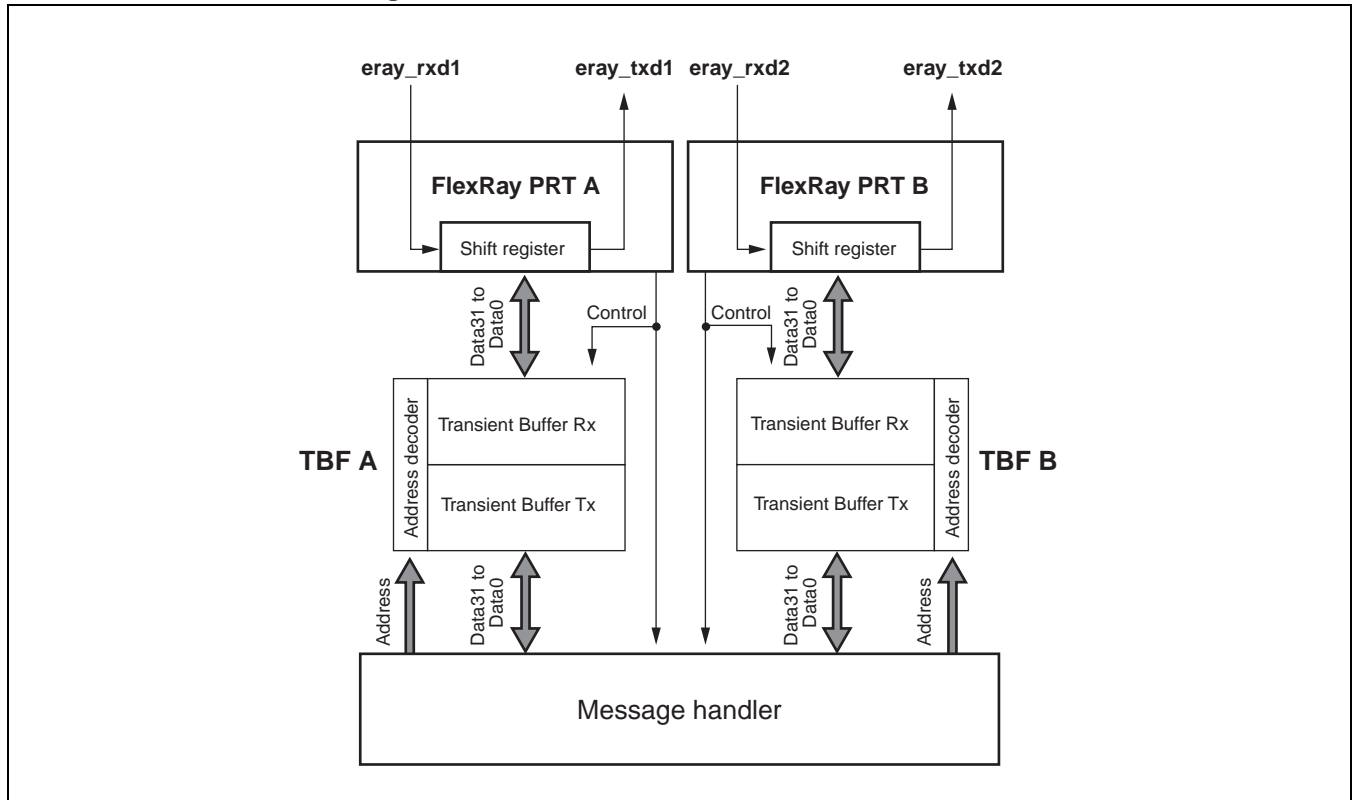 eray_rxd1
eray_txd1
eray_rxd2
eray_txd2
FlexRay PRT A
FlexRay PRT B
Shift register
Shift register
Data31 to
Data0
Control
Control
Data31 to
Data0
TBF A
Address decoder
Transient Buffer Rx
Transient Buffer Tx
Transient Buffer Rx
Transient Buffer Tx
Address decoder
TBF B
Address
Data31 to
Data0
Data31 to
Data0
Address
Message handler